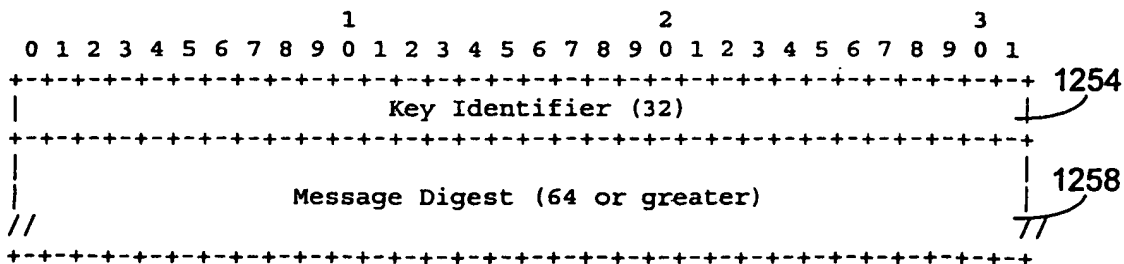 1 2 3
0 1 2 3 4 5 6 7 8 9 0 1 2 3 4 5 6 7 8 9 0 1 2 3 4 5 6 7 8 9 0 1
+-+-+-+-+-+-+-+-+-+-+-+-+-+-+-+-+-+-+-+-+-+-+-+-+-+-+-+-+-+-+-+-+
| Key Identifier (32) | 1254
+-+-+-+-+-+-+-+-+-+-+-+-+-+-+-+-+-+-+-+-+-+-+-+-+-+-+-+-+-+-+-+-+
| |
| Message Digest (64 or greater) | 1258
// //
+-+-+-+-+-+-+-+-+-+-+-+-+-+-+-+-+-+-+-+-+-+-+-+-+-+-+-+-+-+-+-+-+